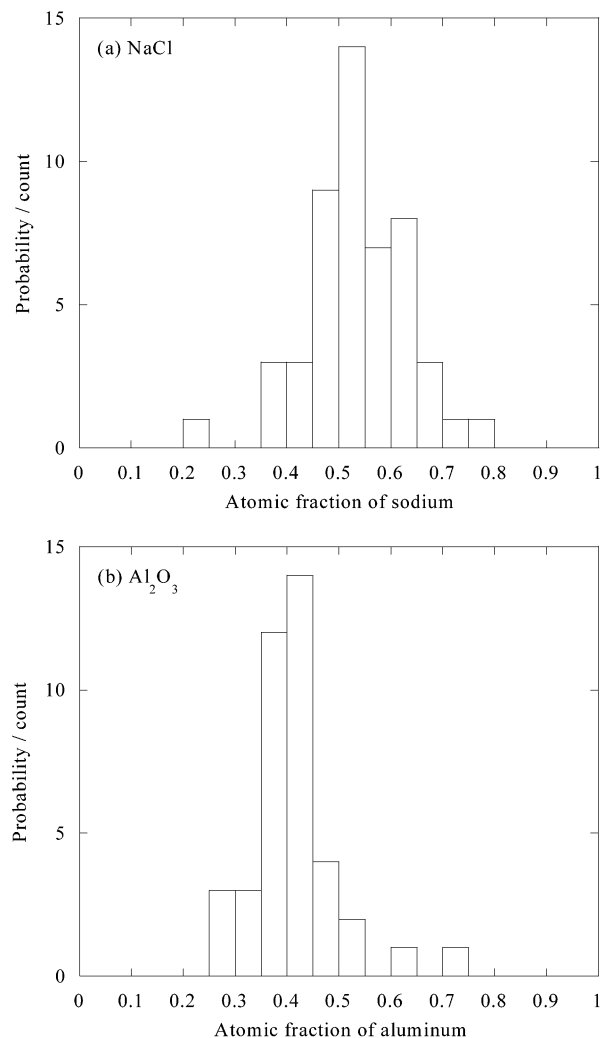 15
(a) NaCl
10
5
0
Probability / count
0 0.1 0.2 0.3 0.4 0.5 0.6 0.7 0.8 0.9 1
Atomic fraction of sodium
15
(b) Al₂O₃
10
5
0
Probability / count
0 0.1 0.2 0.3 0.4 0.5 0.6 0.7 0.8 0.9 1
Atomic fraction of aluminum